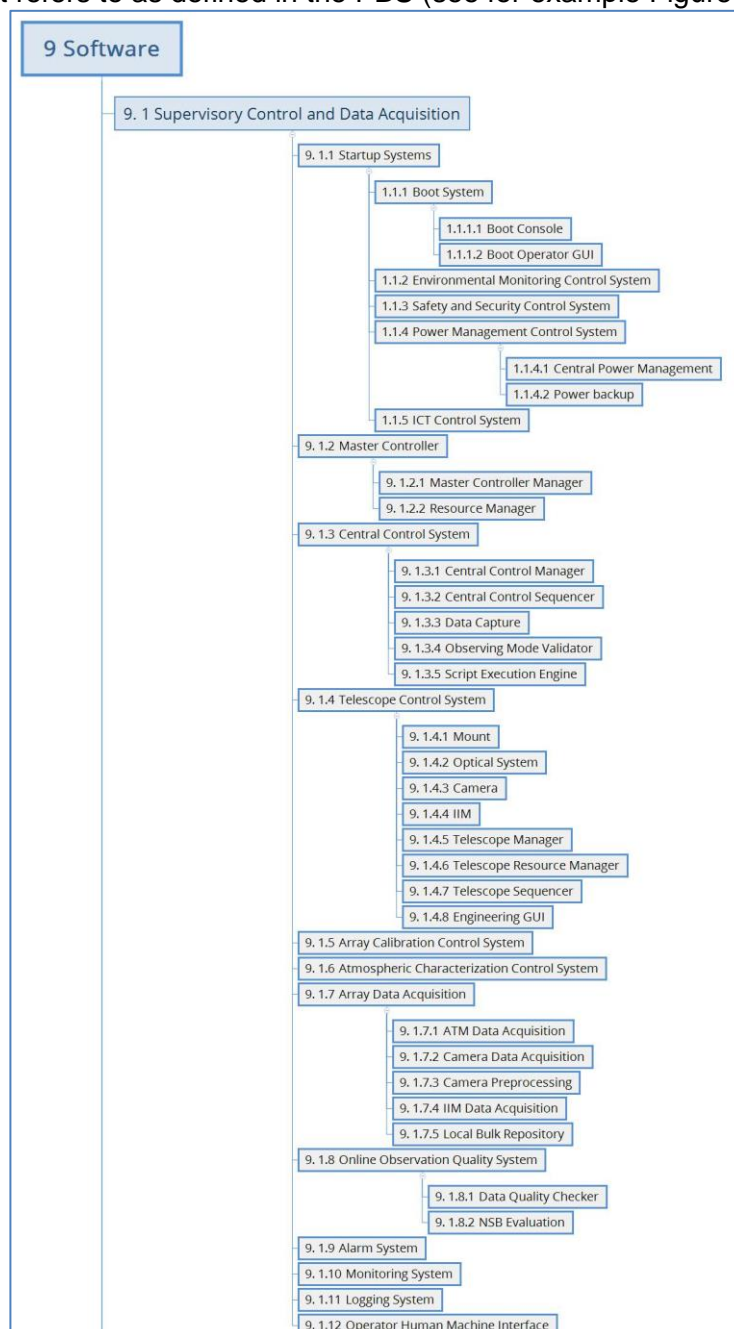 t refers to as defined in the PBS (see for example Figure
9 Software
9. 1 Supervisory Control and Data Acquisition
9. 1.1 Startup Systems
1.1.1 Boot System
1.1.1.1 Boot Console
1.1.1.2 Boot Operator GUI
1.1.2 Environmental Monitoring Control System
1.1.3 Safety and Security Control System
1.1.4 Power Management Control System
1.1.4.1 Central Power Management
1.1.4.2 Power backup
1.1.5 ICT Control System
9. 1.2 Master Controller
9. 1.2.1 Master Controller Manager
9. 1.2.2 Resource Manager
9. 1.3 Central Control System
9. 1.3.1 Central Control Manager
9. 1.3.2 Central Control Sequencer
9. 1.3.3 Data Capture
9. 1.3.4 Observing Mode Validator
9. 1.3.5 Script Execution Engine
9. 1.4 Telescope Control System
9. 1.4.1 Mount
9. 1.4.2 Optical System
9. 1.4.3 Camera
9. 1.4.4 IIM
9. 1.4.5 Telescope Manager
9. 1.4.6 Telescope Resource Manager
9. 1.4.7 Telescope Sequencer
9. 1.4.8 Engineering GUI
9. 1.5 Array Calibration Control System
9. 1.6 Atmospheric Characterization Control System
9. 1.7 Array Data Acquisition
9. 1.7.1 ATM Data Acquisition
9. 1.7.2 Camera Data Acquisition
9. 1.7.3 Camera Preprocessing
9. 1.7.4 IIM Data Acquisition
9. 1.7.5 Local Bulk Repository
9. 1.8 Online Observation Quality System
9. 1.8.1 Data Quality Checker
9. 1.8.2 NSB Evaluation
9. 1.9 Alarm System
9. 1.10 Monitoring System
9. 1.11 Logging System
9. 1.12 Operator Human Machine Interface